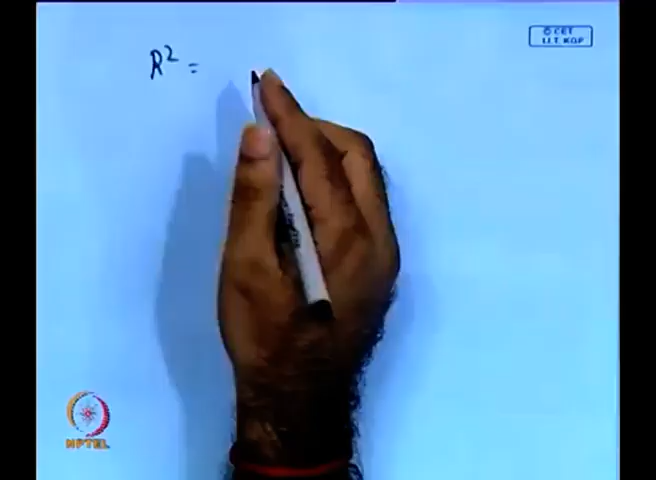 © CET
I.I.T. KGP
R² =
NPTEL